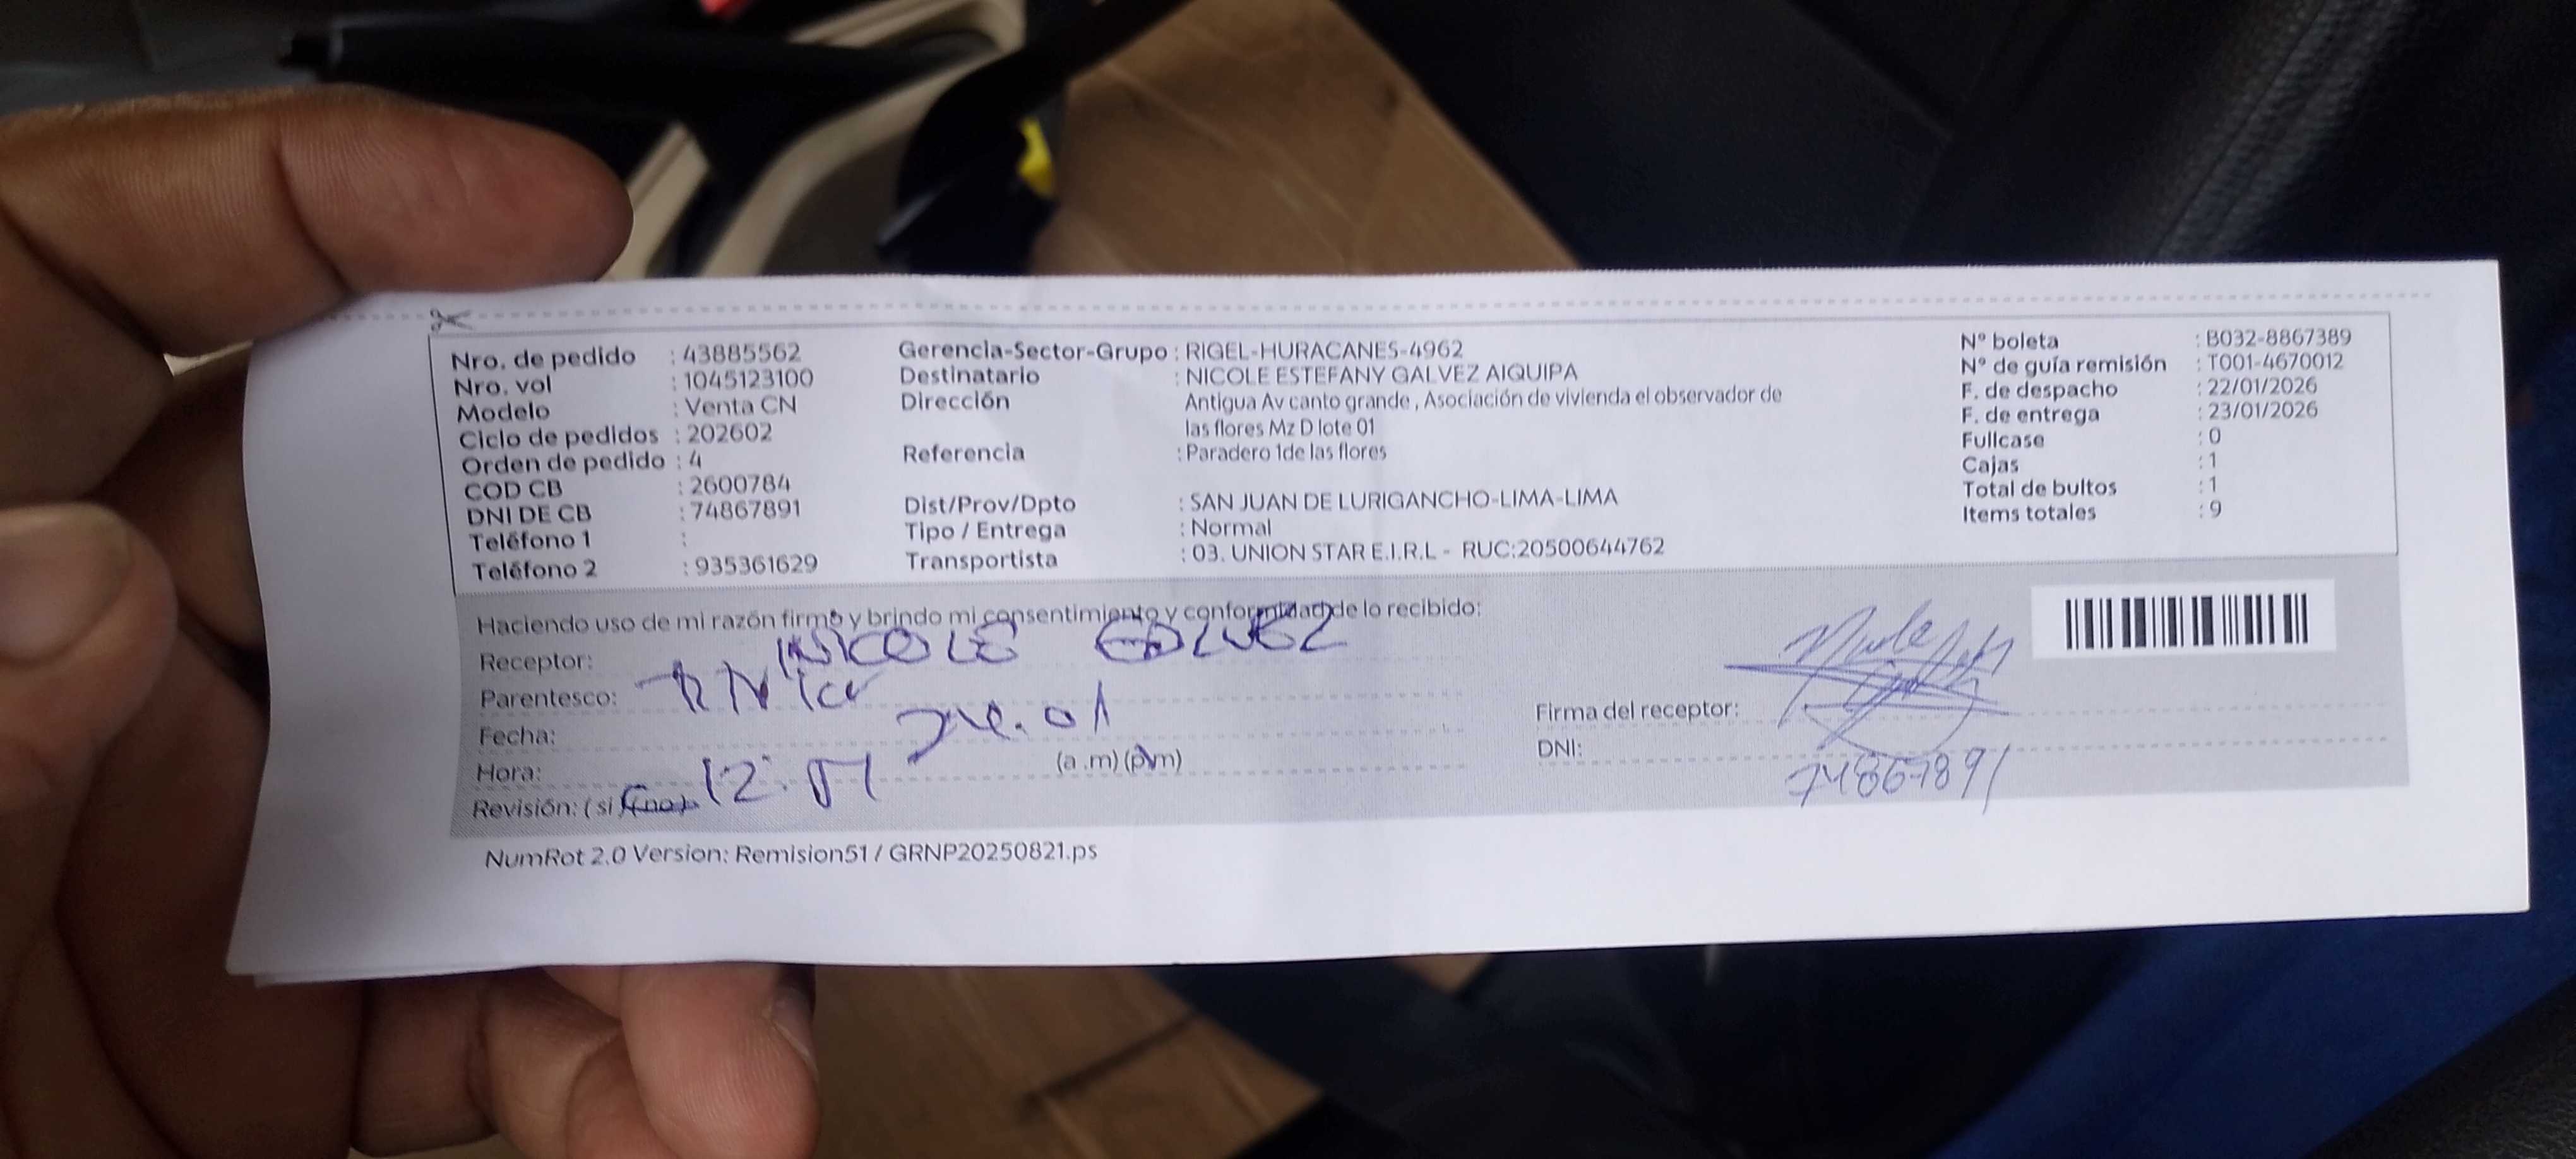 Nro. de pedido : 43885562
Nro. vol : 1045123100
Modelo : Venta CN
Ciclo de pedidos : 202602
Orden de pedido : 4
COD CB : 2600784
DNI DE CB : 74867891
Teléfono 1 :
Teléfono 2 : 935361629
Gerencia-Sector-Grupo : RIGEL-HURACANES-4962
Destinatario : NICOLE ESTEFANY GALVEZ AIQUIPA
Dirección Antigua Av canto grande , Asociación de vivienda el observador de
las flores Mz D lote 01
Referencia : Paradero 1de las flores
Dist/Prov/Dpto : SAN JUAN DE LURIGANCHO-LIMA-LIMA
Tipo / Entrega : Normal
Transportista : 03. UNION STAR E.I.R.L - RUC:20500644762
N° boleta : B032-8867389
N° de guía remisión : T001-4670012
F. de despacho : 22/01/2026
F. de entrega : 23/01/2026
Fullcase : 0
Cajas : 1
Total de bultos : 1
Items totales : 9
Haciendo uso de mi razón firmo y brindo mi consentimiento y conformidad de lo recibido:
Receptor: NICOLE
Parentesco:
Fecha:
Hora: (a .m) (p.m)
Revisión: ( si ) (no)
Firma del receptor:
DNI: 74867891
NumRot 2.0 Version: Remision51 / GRNP20250821.ps